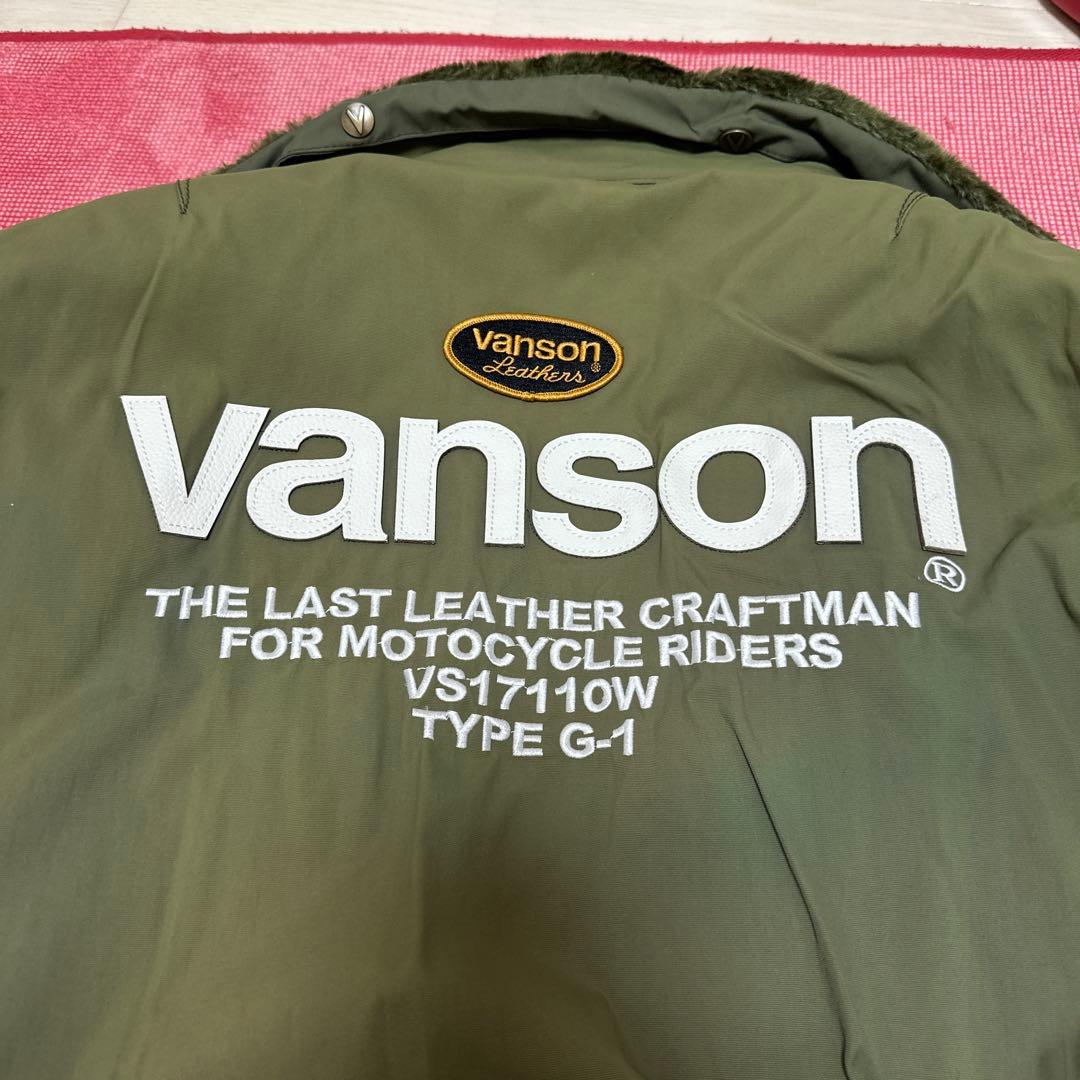 vanson®
Leathers
vanson®
THE LAST LEATHER CRAFTMAN
FOR MOTOCYCLE RIDERS
VS17110W
TYPE G-1